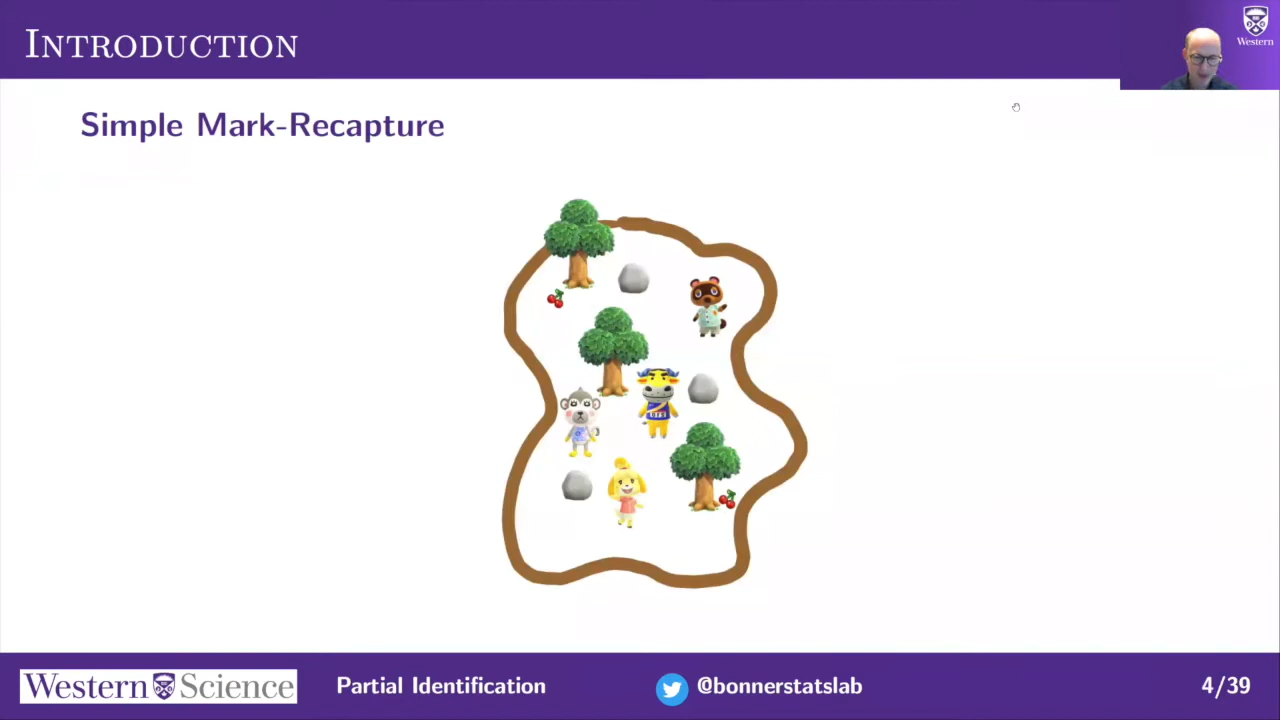 Introduction
Western
Simple Mark-Recapture
Western Science
Partial Identification
@bonnerstatslab
4/39